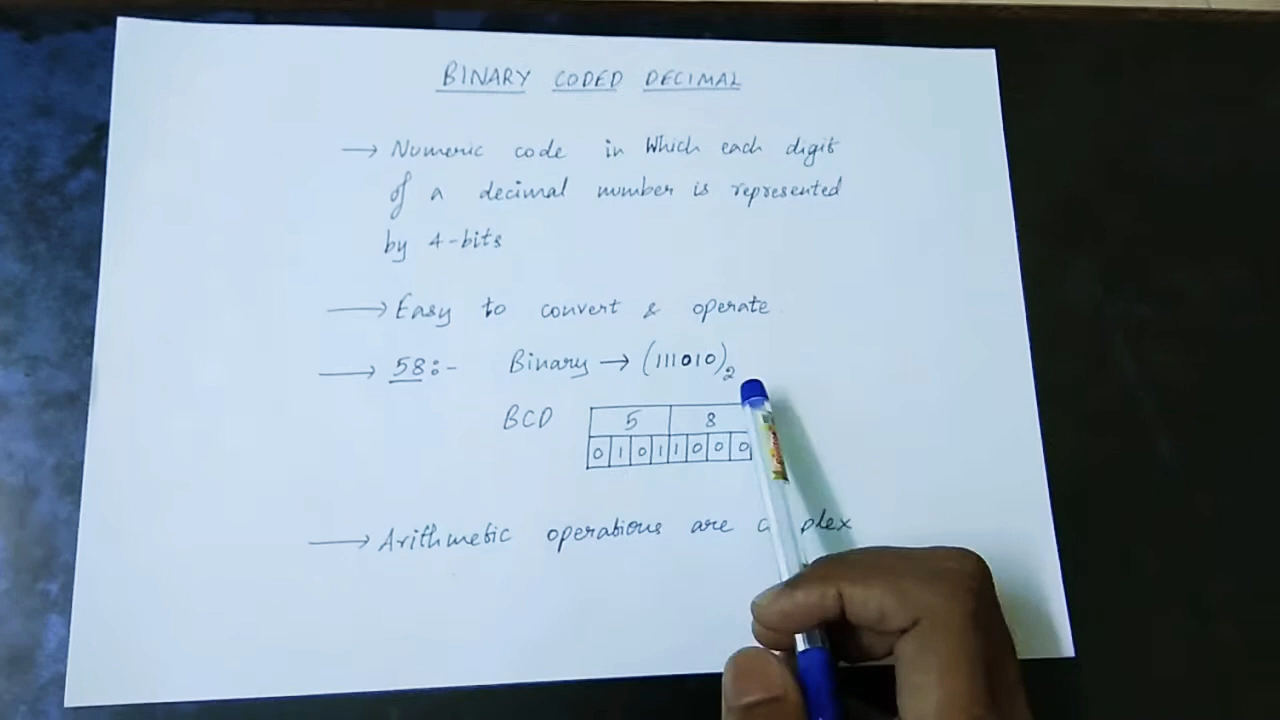 BINARY CODED DECIMAL
→ Numeric code in Which each digit
of a decimal number is represented
by 4-bits
→ Easy to convert & operate
→ 58:- Binary → (111010)₂
BCD 5 8
0 1 0 1 1 0 0 0
→ Arithmetic operations are